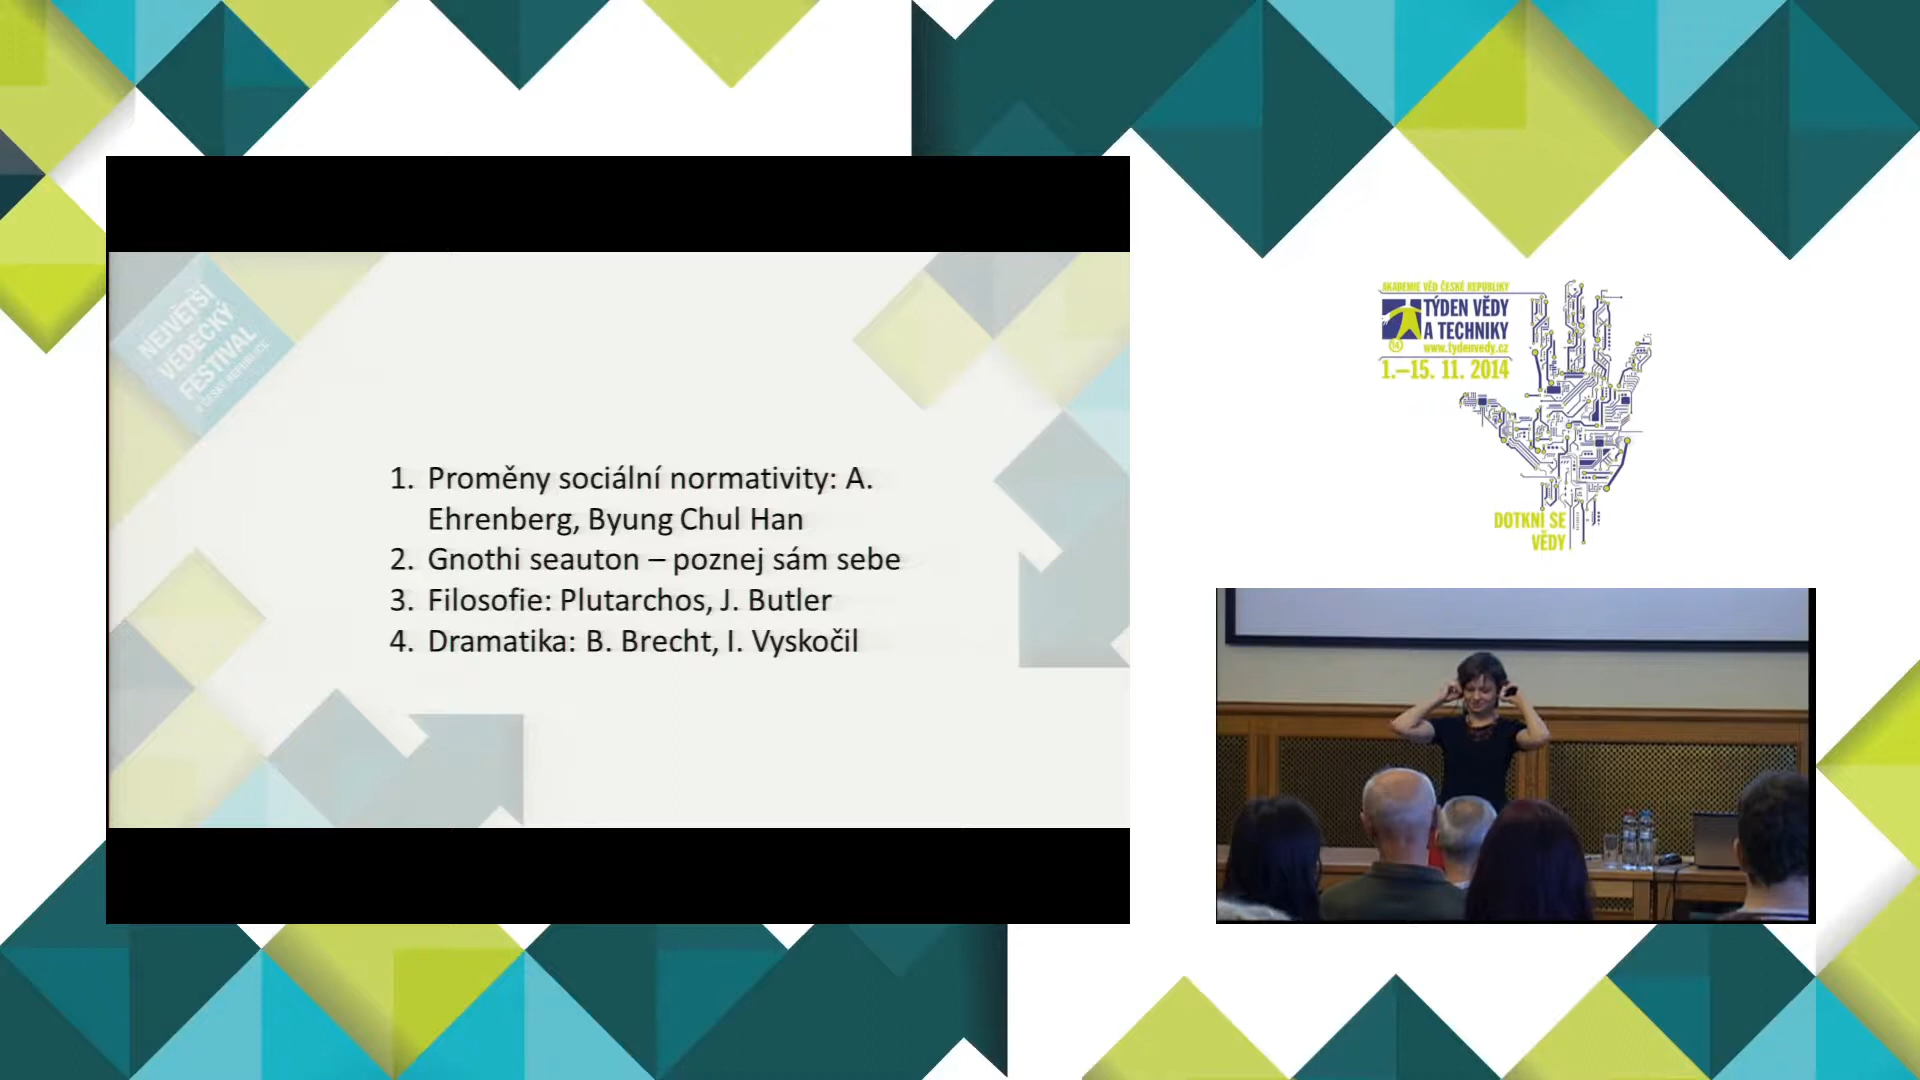 NEJVĚTŠÍ
VĚDECKÝ
FESTIVAL
V ČESKÉ REPUBLICE
1. Proměny sociální normativity: A.
Ehrenberg, Byung Chul Han
2. Gnothi seauton – poznej sám sebe
3. Filosofie: Plutarchos, J. Butler
4. Dramatika: B. Brecht, I. Vyskočil
AKADEMIE VĚD ČESKÉ REPUBLIKY
TÝDEN VĚDY
A TECHNIKY
www.tydenvedy.cz
1.–15. 11. 2014
DOTKNI SE
VĚDY